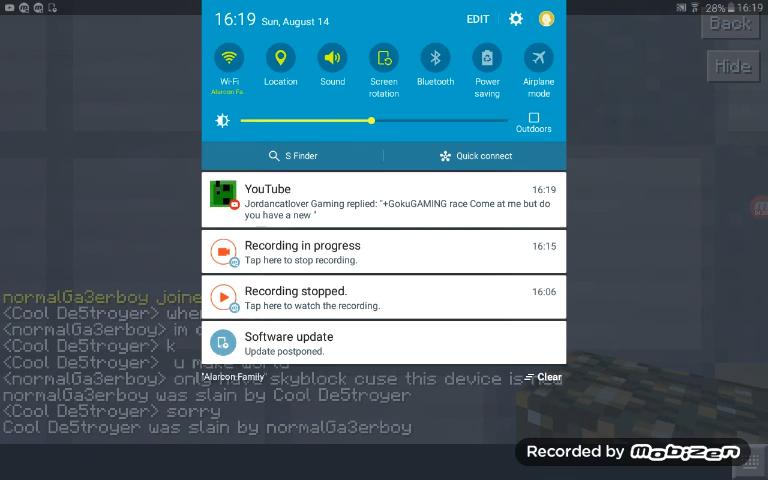 28% 16:19
16:19 Sun, August 14
EDIT
Back
Hide
Wi-Fi
Alarcon Fa..
Location
Sound
Screen rotation
Bluetooth
Power saving
Airplane mode
Outdoors
S Finder
Quick connect
YouTube 16:19
Jordancatlover Gaming replied: "+GokuGAMING race Come at me but do
you have a new "
Recording in progress 16:15
Tap here to stop recording.
Recording stopped. 16:06
Tap here to watch the recording.
Software update
Update postponed.
"Alarcon Family"
Clear
normalGa3erboy joine
<Cool De5troyer> whe
<normalGa3erboy> im
<Cool De5troyer> k
<Cool De5troyer> u make world
<normalGa3erboy> only have skyblock cuse this device is new
normalGa3erboy was slain by Cool De5troyer
<Cool De5troyer> sorry
Cool De5troyer was slain by normalGa3erboy
Recorded by Mobizen